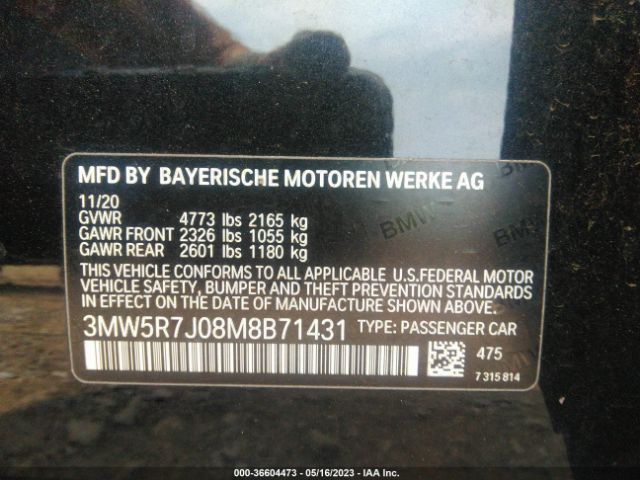 MFD BY BAYERISCHE MOTOREN WERKE AG
11/20
GVWR 4773 lbs 2165 kg
GAWR FRONT 2326 lbs 1055 kg
GAWR REAR 2601 lbs 1180 kg
THIS VEHICLE CONFORMS TO ALL APPLICABLE U.S.FEDERAL MOTOR
VEHICLE SAFETY, BUMPER, AND THEFT PREVENTION STANDARDS
IN EFFECT ON THE DATE OF MANUFACTURE SHOWN ABOVE.
3MW5R7J08M8B71431 TYPE: PASSENGER CAR
475
7 315 814
BMW
BMW
000-36604473 - 05/16/2023 - IAA Inc.